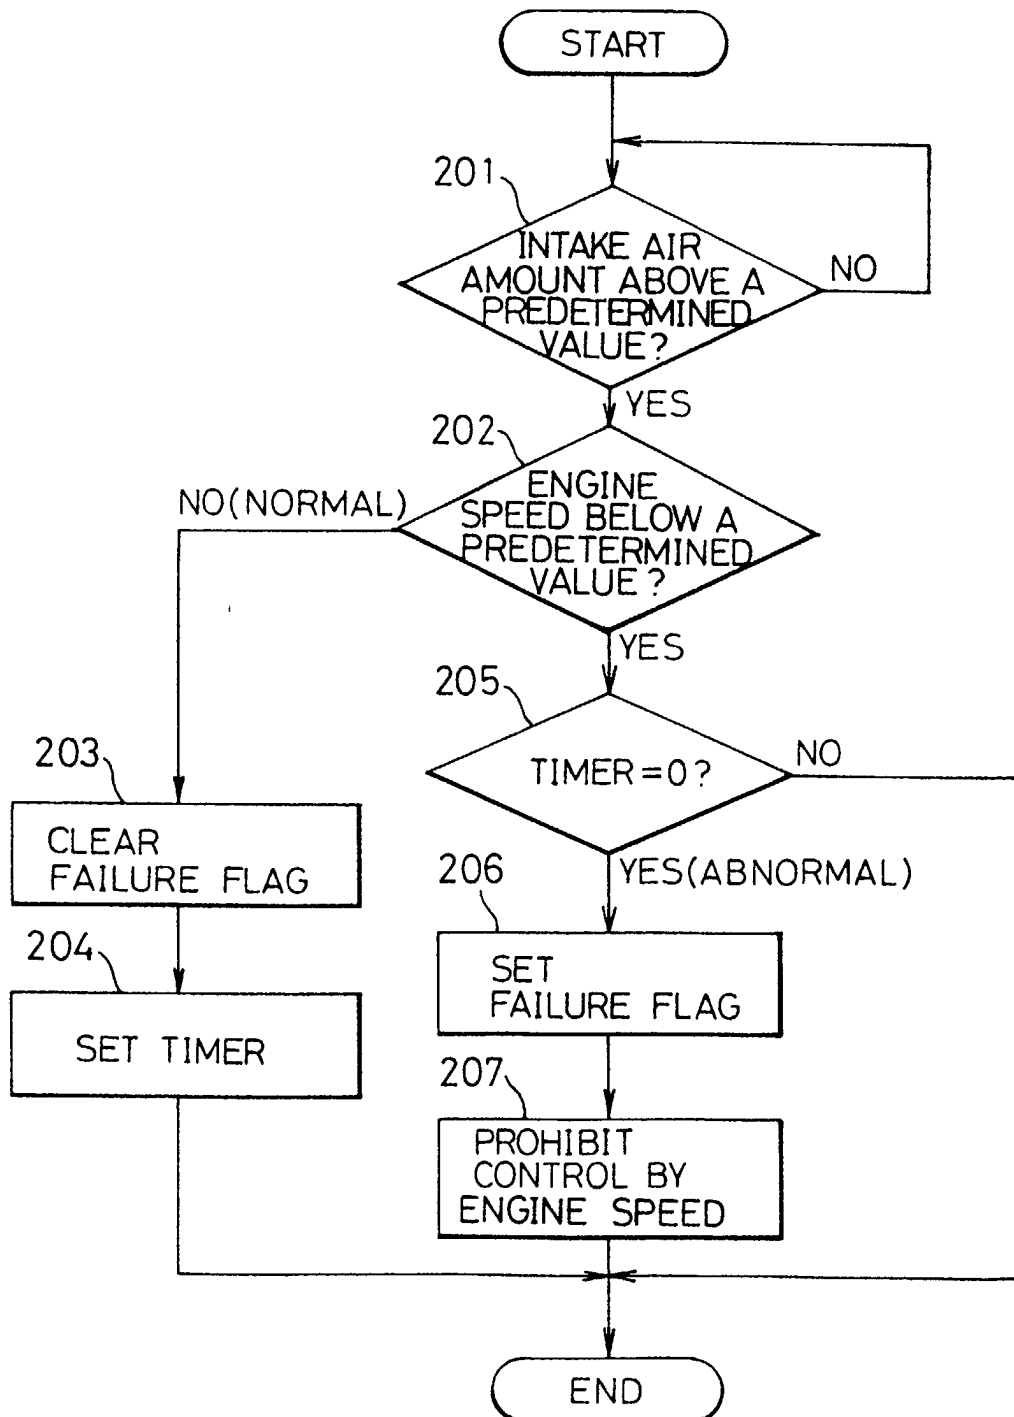 START
201
INTAKE AIR
AMOUNT ABOVE A
PREDETERMINED
VALUE?
NO
YES
202
ENGINE
SPEED BELOW A
PREDETERMINED
VALUE?
NO(NORMAL)
YES
205
TIMER=0?
NO
203
CLEAR
FAILURE FLAG
YES(ABNORMAL)
206
SET
FAILURE FLAG
204
SET TIMER
207
PROHIBIT
CONTROL BY
ENGINE SPEED
END